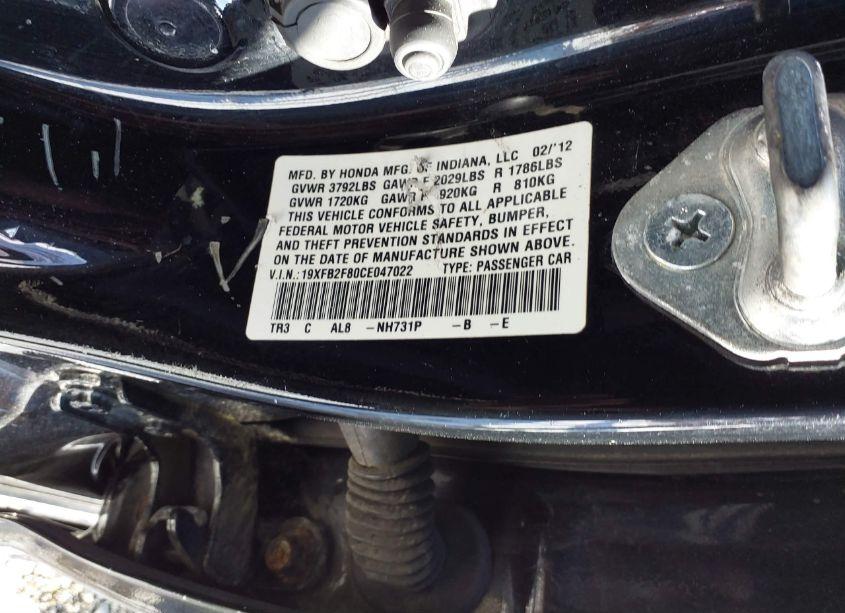 MFD. BY HONDA MFG. OF INDIANA, LLC 02/'12
GVWR 3792LBS GAWR F 2029LBS R 1786LBS
GVWR 1720KG GAWR F 920KG R 810KG
THIS VEHICLE CONFORMS TO ALL APPLICABLE
FEDERAL MOTOR VEHICLE SAFETY, BUMPER,
AND THEFT PREVENTION STANDARDS IN EFFECT
ON THE DATE OF MANUFACTURE SHOWN ABOVE.
V.I.N.: 19XFB2F80CE047022 TYPE: PASSENGER CAR
TR3 C AL8 -NH731P -B -E